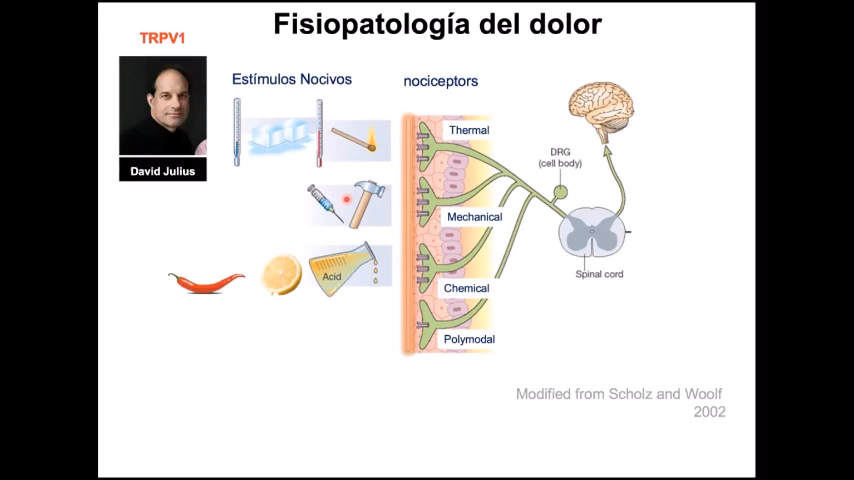 Fisiopatología del dolor
TRPV1
David Julius
Estímulos Nocivos
nociceptors
Thermal
Mechanical
Chemical
Polymodal
Acid
DRG
(cell body)
Spinal cord
Modified from Scholz and Woolf
2002